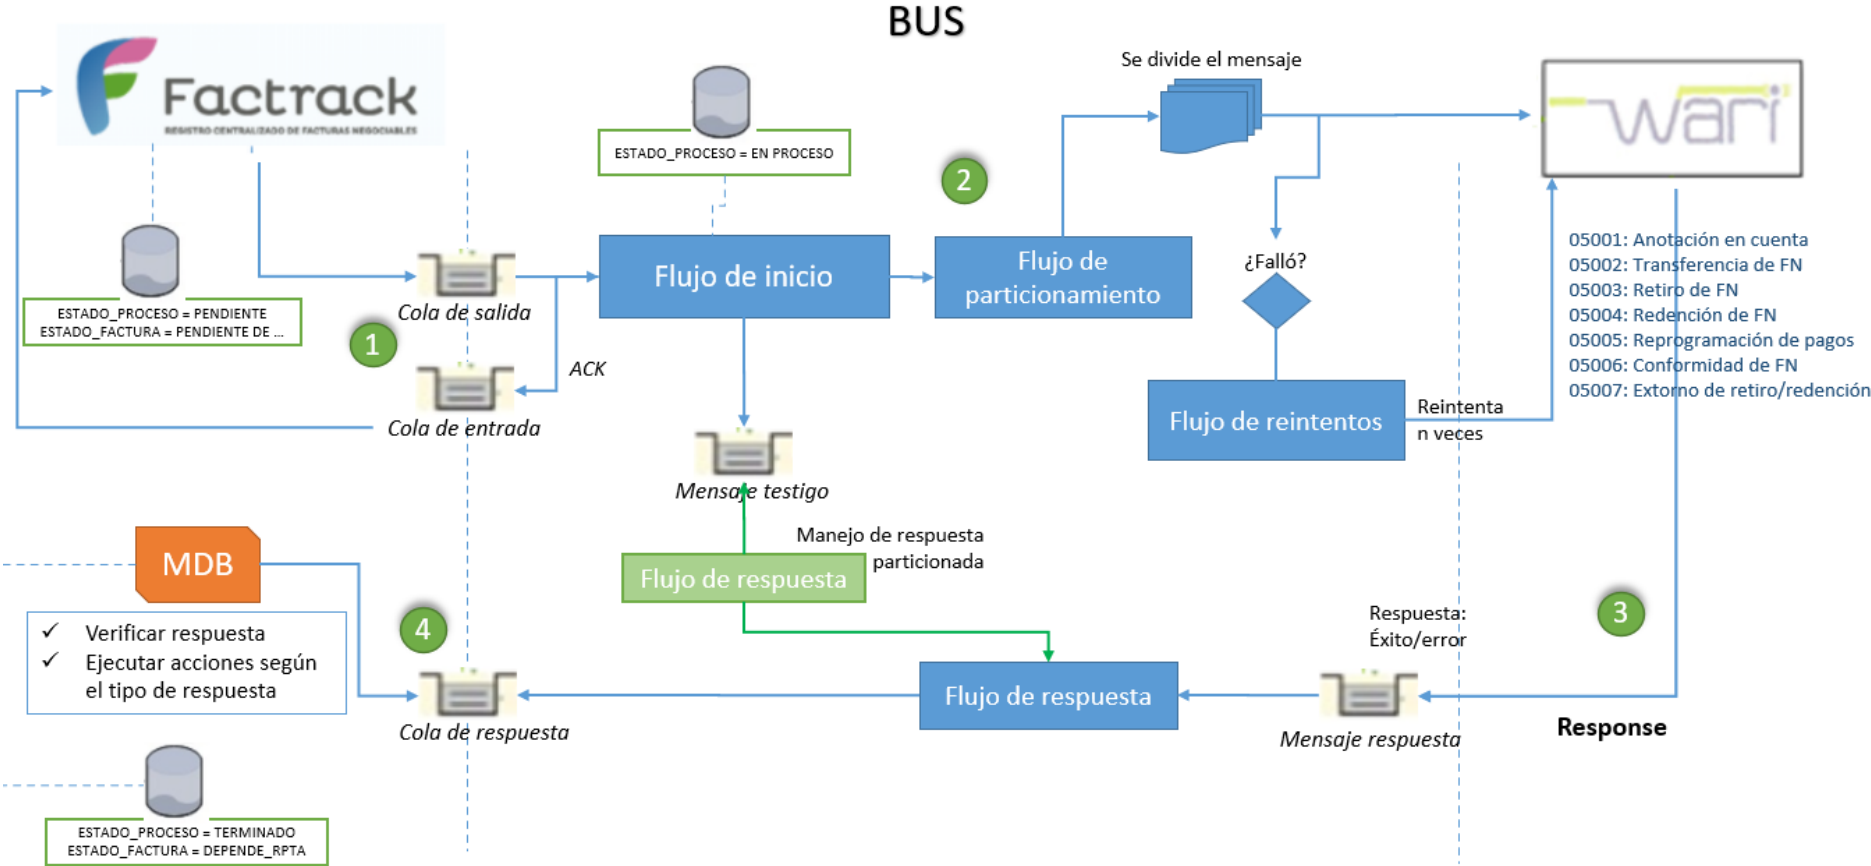 BUS
Factrack
REGISTRO CENTRALIZADO DE FACTURAS NEGOCIABLES
ESTADO_PROCESO = PENDIENTE
ESTADO_FACTURA = PENDIENTE DE ...
1
Cola de salida
ACK
Cola de entrada
ESTADO_PROCESO = EN PROCESO
Flujo de inicio
2
Flujo de
particionamiento
Se divide el mensaje
wari
¿Falló?
Flujo de reintentos
Reintenta
n veces
05001: Anotación en cuenta
05002: Transferencia de FN
05003: Retiro de FN
05004: Redención de FN
05005: Reprogramación de pagos
05006: Conformidad de FN
05007: Extorno de retiro/redención
Mensaje testigo
Manejo de respuesta
particionada
Flujo de respuesta
3
Respuesta:
Éxito/error
Response
Mensaje respuesta
Flujo de respuesta
4
Cola de respuesta
MDB
✓ Verificar respuesta
✓ Ejecutar acciones según
el tipo de respuesta
ESTADO_PROCESO = TERMINADO
ESTADO_FACTURA = DEPENDE_RPTA